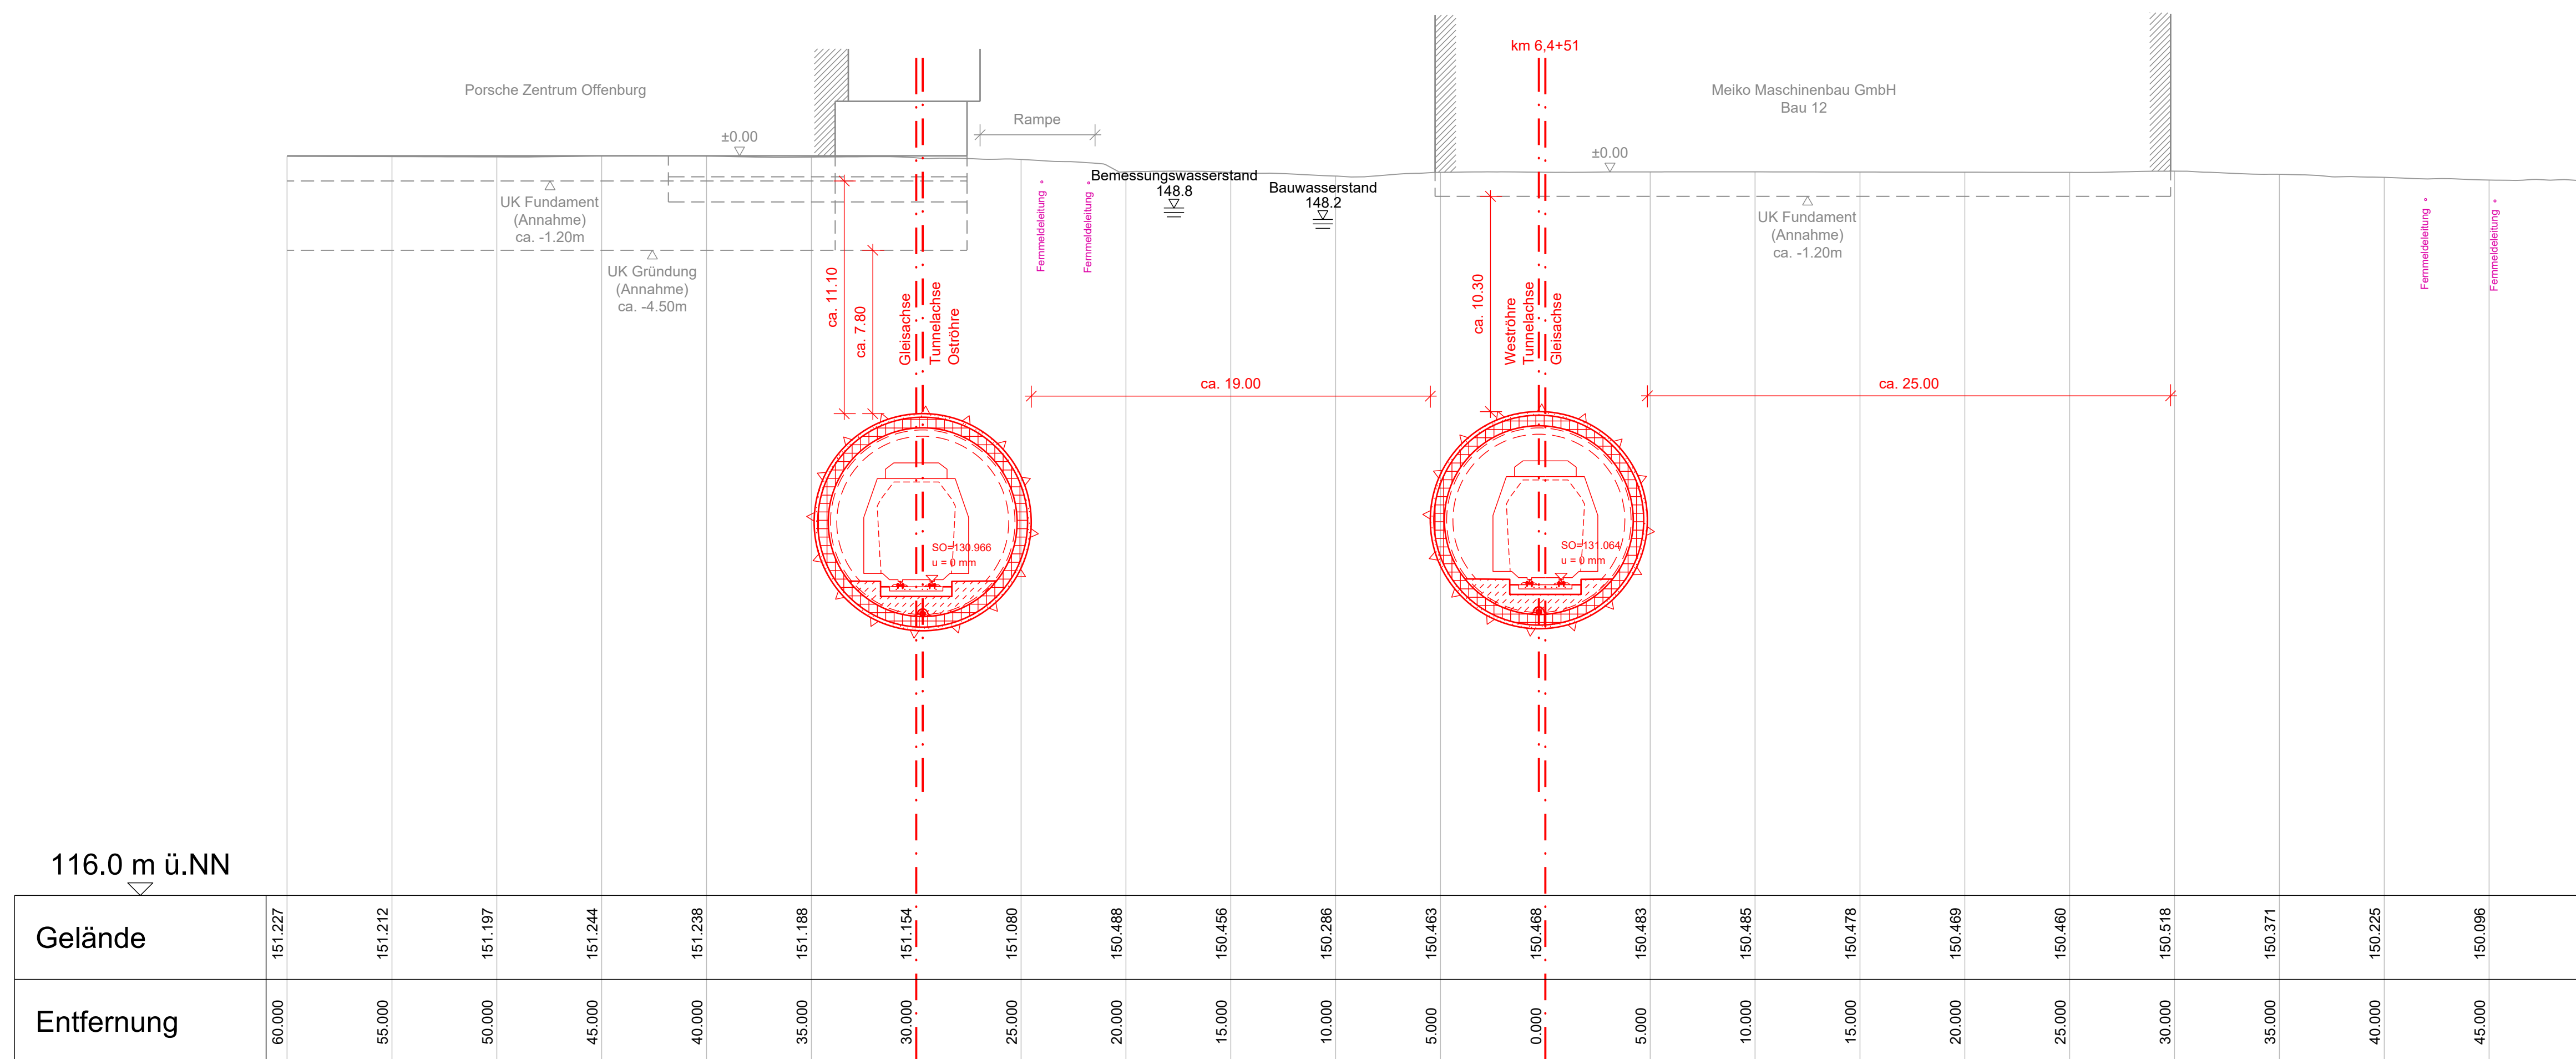 km 6,4+51
Porsche Zentrum Offenburg
Meiko Maschinenbau GmbH
Bau 12
Rampe
±0.00
±0.00
Bemessungswasserstand
148.8
Bauwasserstand
148.2
UK Fundament
(Annahme)
ca. -1.20m
UK Gründung
(Annahme)
ca. -4.50m
UK Fundament
(Annahme)
ca. -1.20m
Fernmeldeleitung
Fernmeldeleitung
Fernmeldeleitung
Fernmeldeleitung
ca. 11.10
ca. 7.80
Gleisachse
Tunnelachse
Oströhre
ca. 10.30
Weströhre
Tunnelachse
Gleisachse
ca. 19.00
ca. 25.00
SO=130.966
u = 0 mm
SO=131.064
u = 0 mm
116.0 m ü.NN
Gelände
151.227
151.212
151.197
151.244
151.238
151.188
151.154
151.080
150.488
150.456
150.286
150.463
150.468
150.483
150.485
150.478
150.469
150.460
150.518
150.371
150.225
150.096
Entfernung
60.000
55.000
50.000
45.000
40.000
35.000
30.000
25.000
20.000
15.000
10.000
5.000
0.000
5.000
10.000
15.000
20.000
25.000
30.000
35.000
40.000
45.000